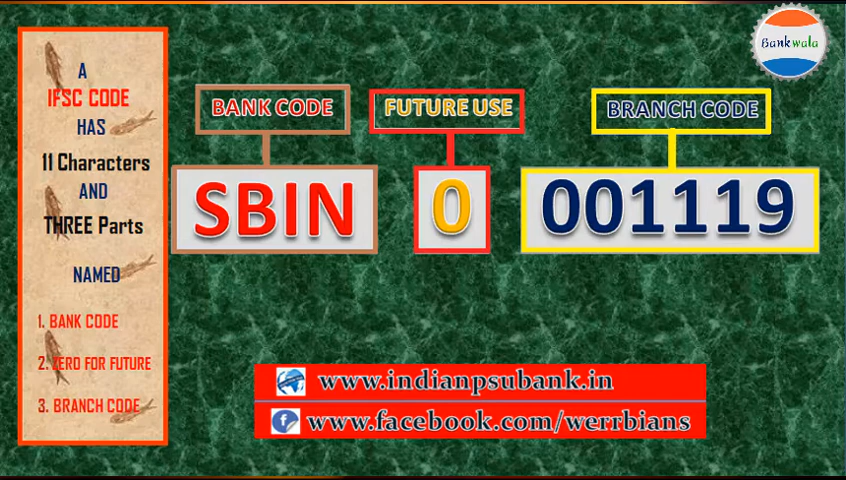 A
IFSC CODE
HAS
11 Characters
AND
THREE Parts
NAMED
1. BANK CODE
2. ZERO FOR FUTURE
3. BRANCH CODE
BANK CODE
FUTURE USE
BRANCH CODE
SBIN
0
001119
www.indianpsubank.in
www.facebook.com/werrbians
Bankwala